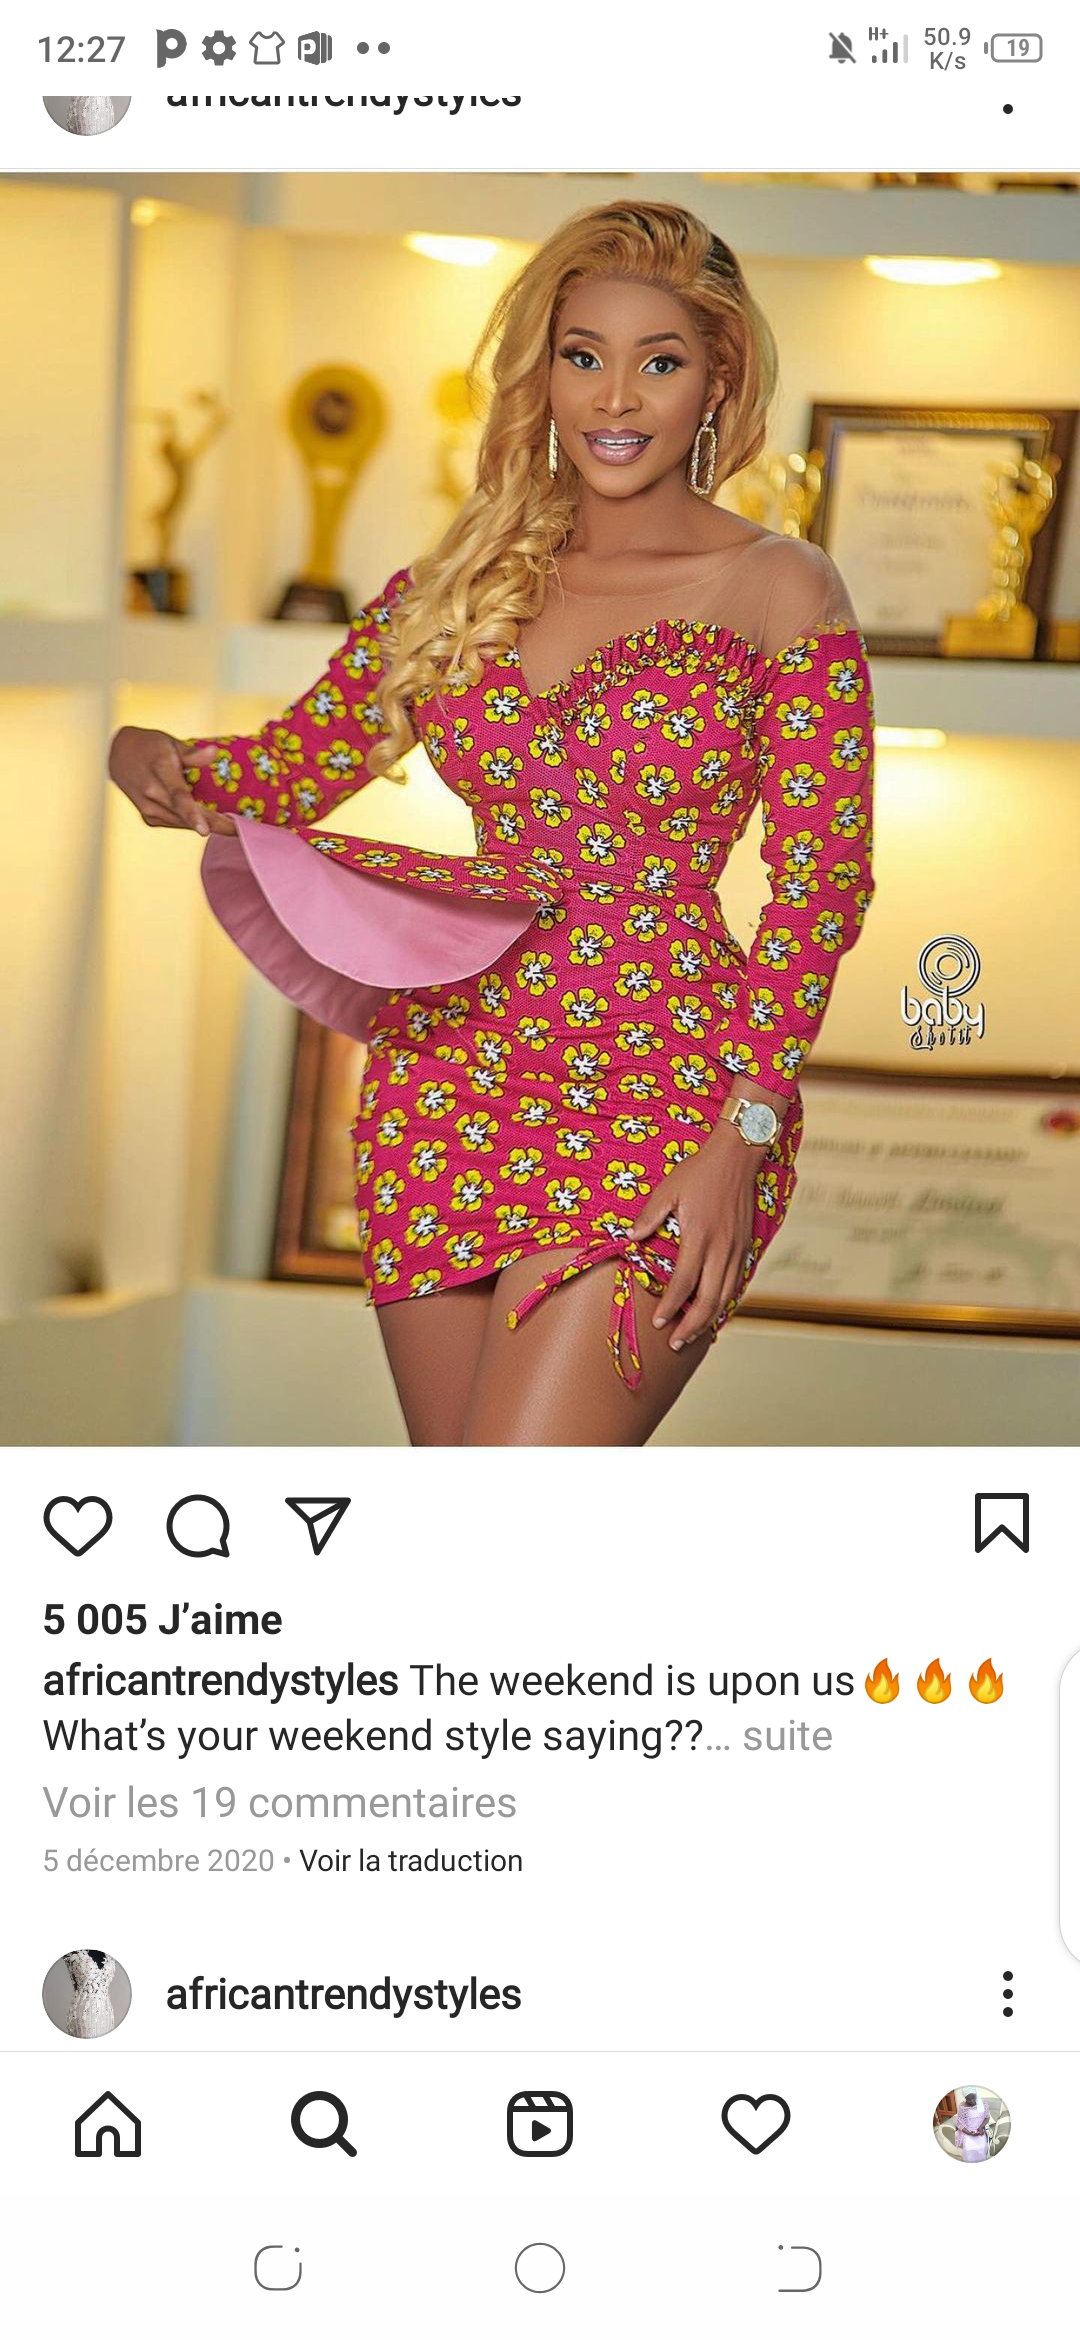 12:27
H+
50.9
K/s
19
africantrendystyles
baby
5 005 J’aime
africantrendystyles The weekend is upon us🔥🔥🔥
What’s your weekend style saying??... suite
Voir les 19 commentaires
5 décembre 2020 • Voir la traduction
africantrendystyles